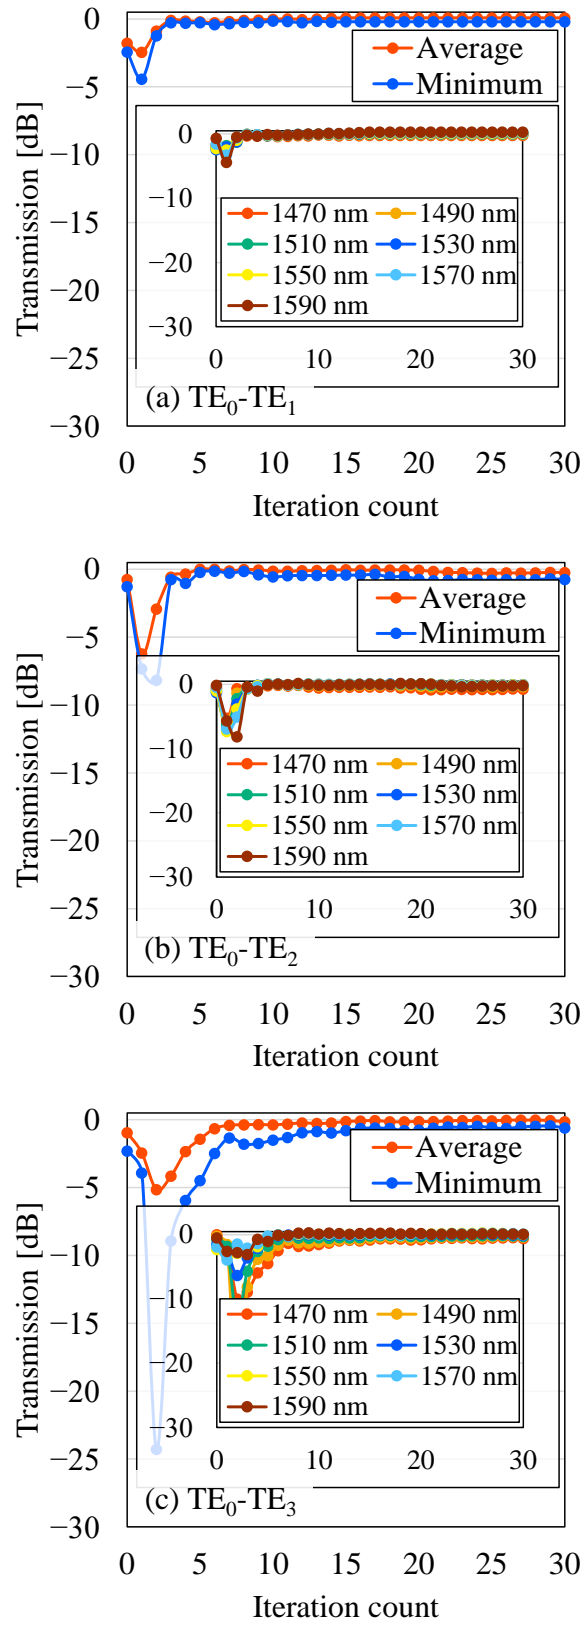 0
−5
−10
−15
−20
−25
−30
Transmission [dB]
Average
Minimum
0
−10
−20
−30
1470 nm 1490 nm
1510 nm 1530 nm
1550 nm 1570 nm
1590 nm
0 10 20 30
(a) TE₀-TE₁
0 5 10 15 20 25 30
Iteration count
0
−5
−10
−15
−20
−25
−30
Transmission [dB]
Average
Minimum
0
−10
−20
−30
1470 nm 1490 nm
1510 nm 1530 nm
1550 nm 1570 nm
1590 nm
0 10 20 30
(b) TE₀-TE₂
0 5 10 15 20 25 30
Iteration count
0
−5
−10
−15
−20
−25
−30
Transmission [dB]
Average
Minimum
0
−10
−20
−30
1470 nm 1490 nm
1510 nm 1530 nm
1550 nm 1570 nm
1590 nm
0 10 20 30
(c) TE₀-TE₃
0 5 10 15 20 25 30
Iteration count